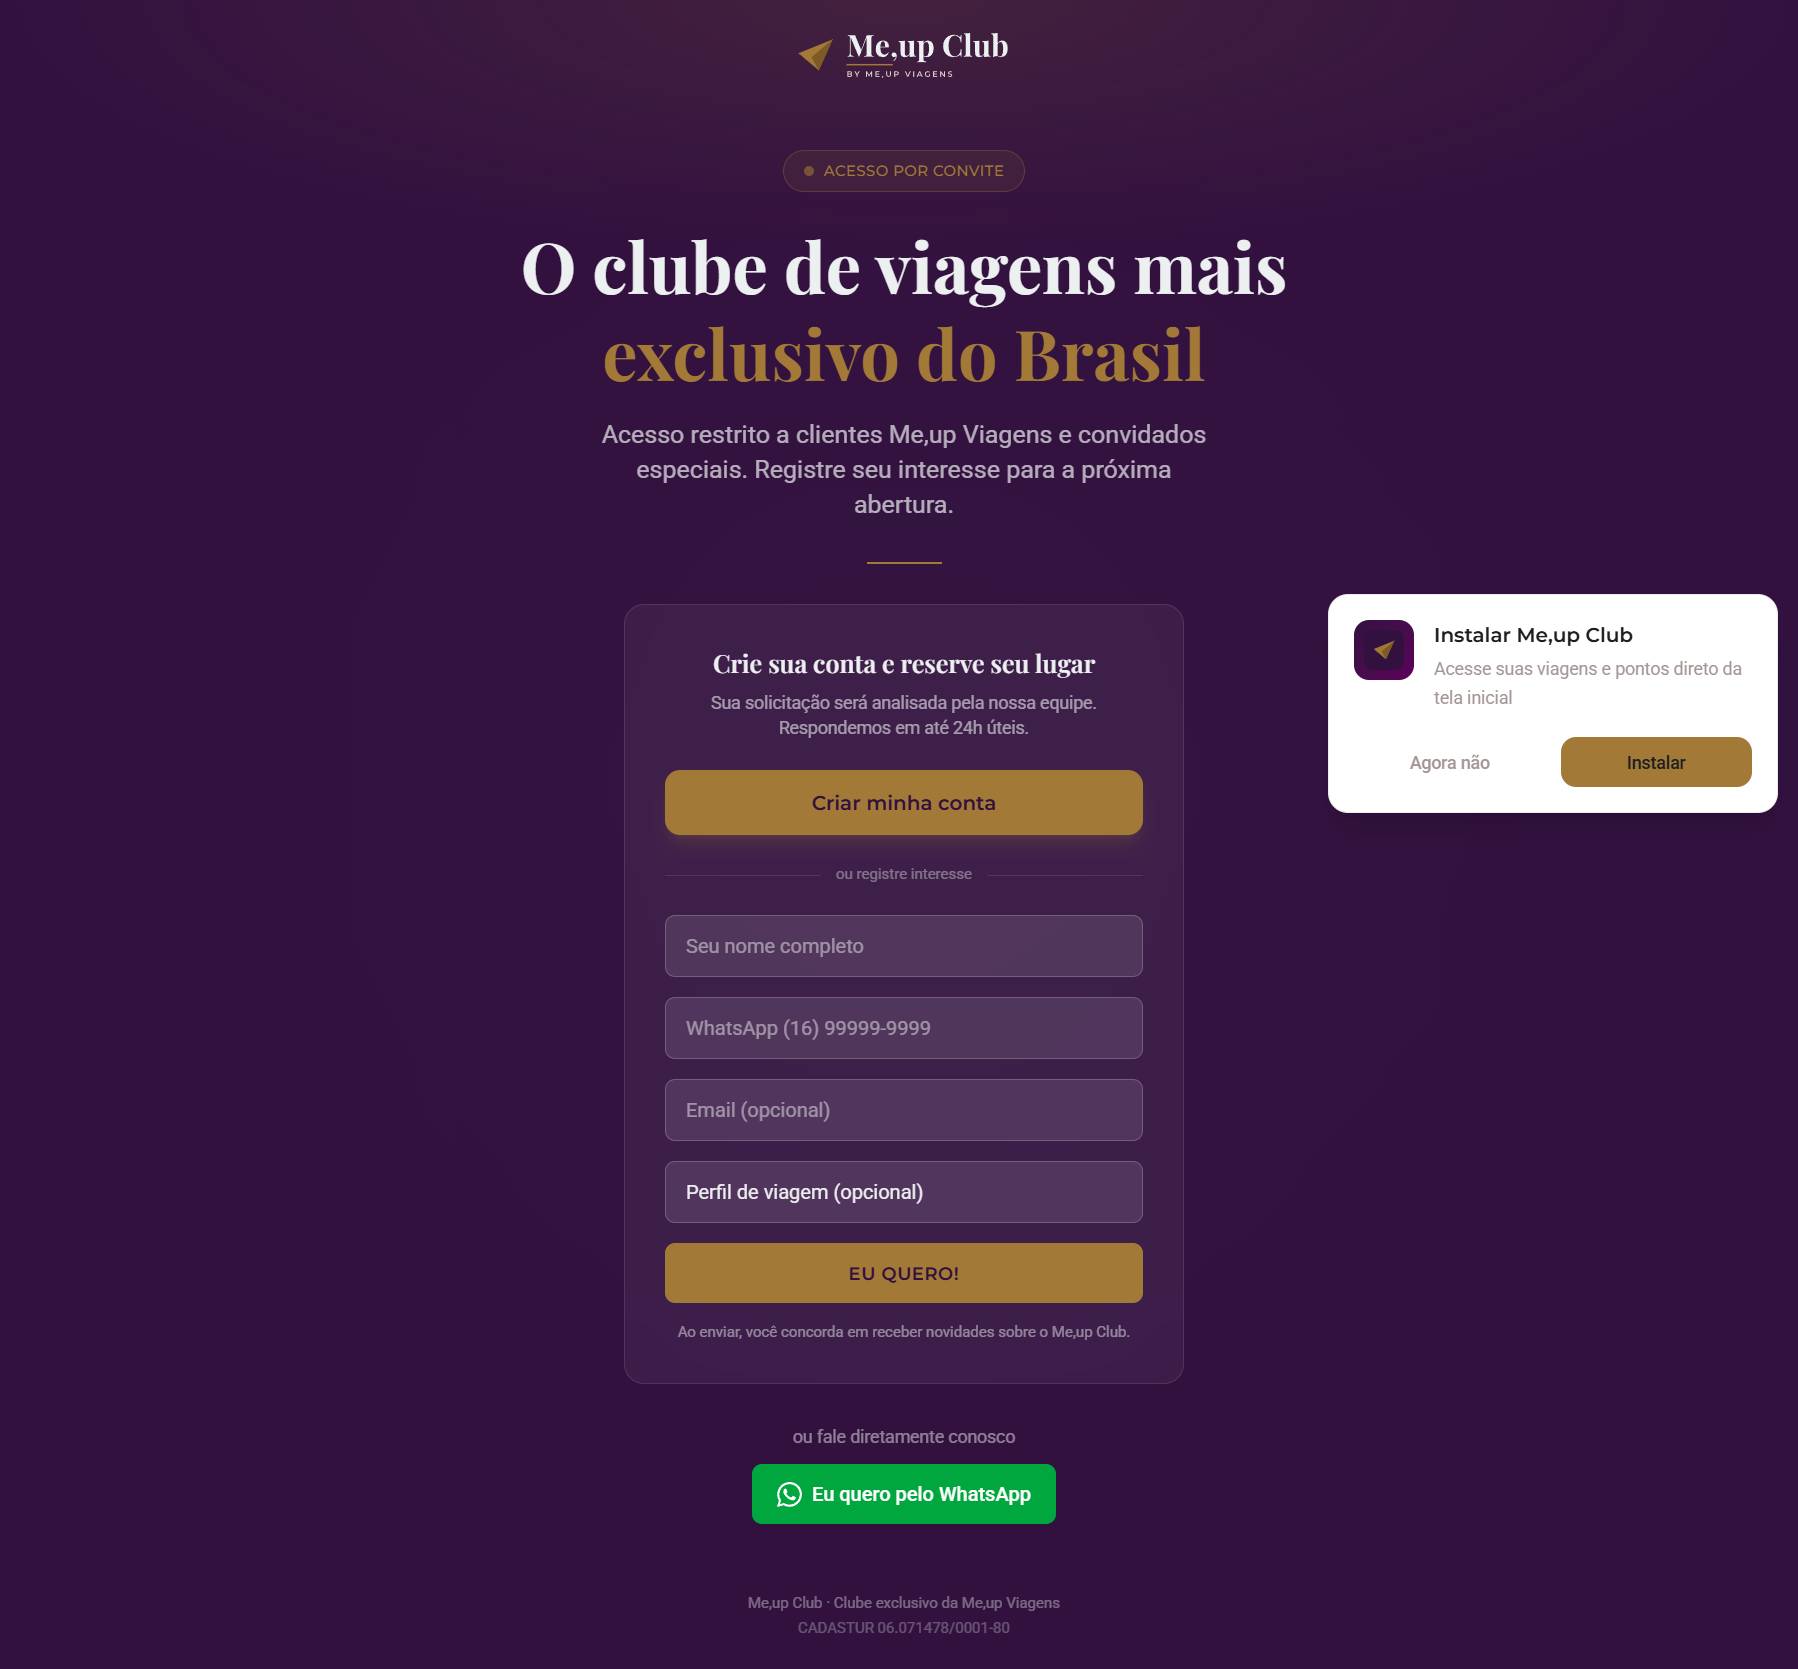 Me,up Club
BY ME,UP VIAGENS
ACESSO POR CONVITE
O clube de viagens mais
exclusivo do Brasil
Acesso restrito a clientes Me,up Viagens e convidados
especiais. Registre seu interesse para a próxima
abertura.
Crie sua conta e reserve seu lugar
Sua solicitação será analisada pela nossa equipe.
Respondemos em até 24h úteis.
Criar minha conta
ou registre interesse
Seu nome completo
WhatsApp (16) 99999-9999
Email (opcional)
Perfil de viagem (opcional)
EU QUERO!
Ao enviar, você concorda em receber novidades sobre o Me,up Club.
ou fale diretamente conosco
Eu quero pelo WhatsApp
Me,up Club · Clube exclusivo da Me,up Viagens
CADASTUR 06.071478/0001-80
Instalar Me,up Club
Acesse suas viagens e pontos direto da
tela inicial
Agora não
Instalar